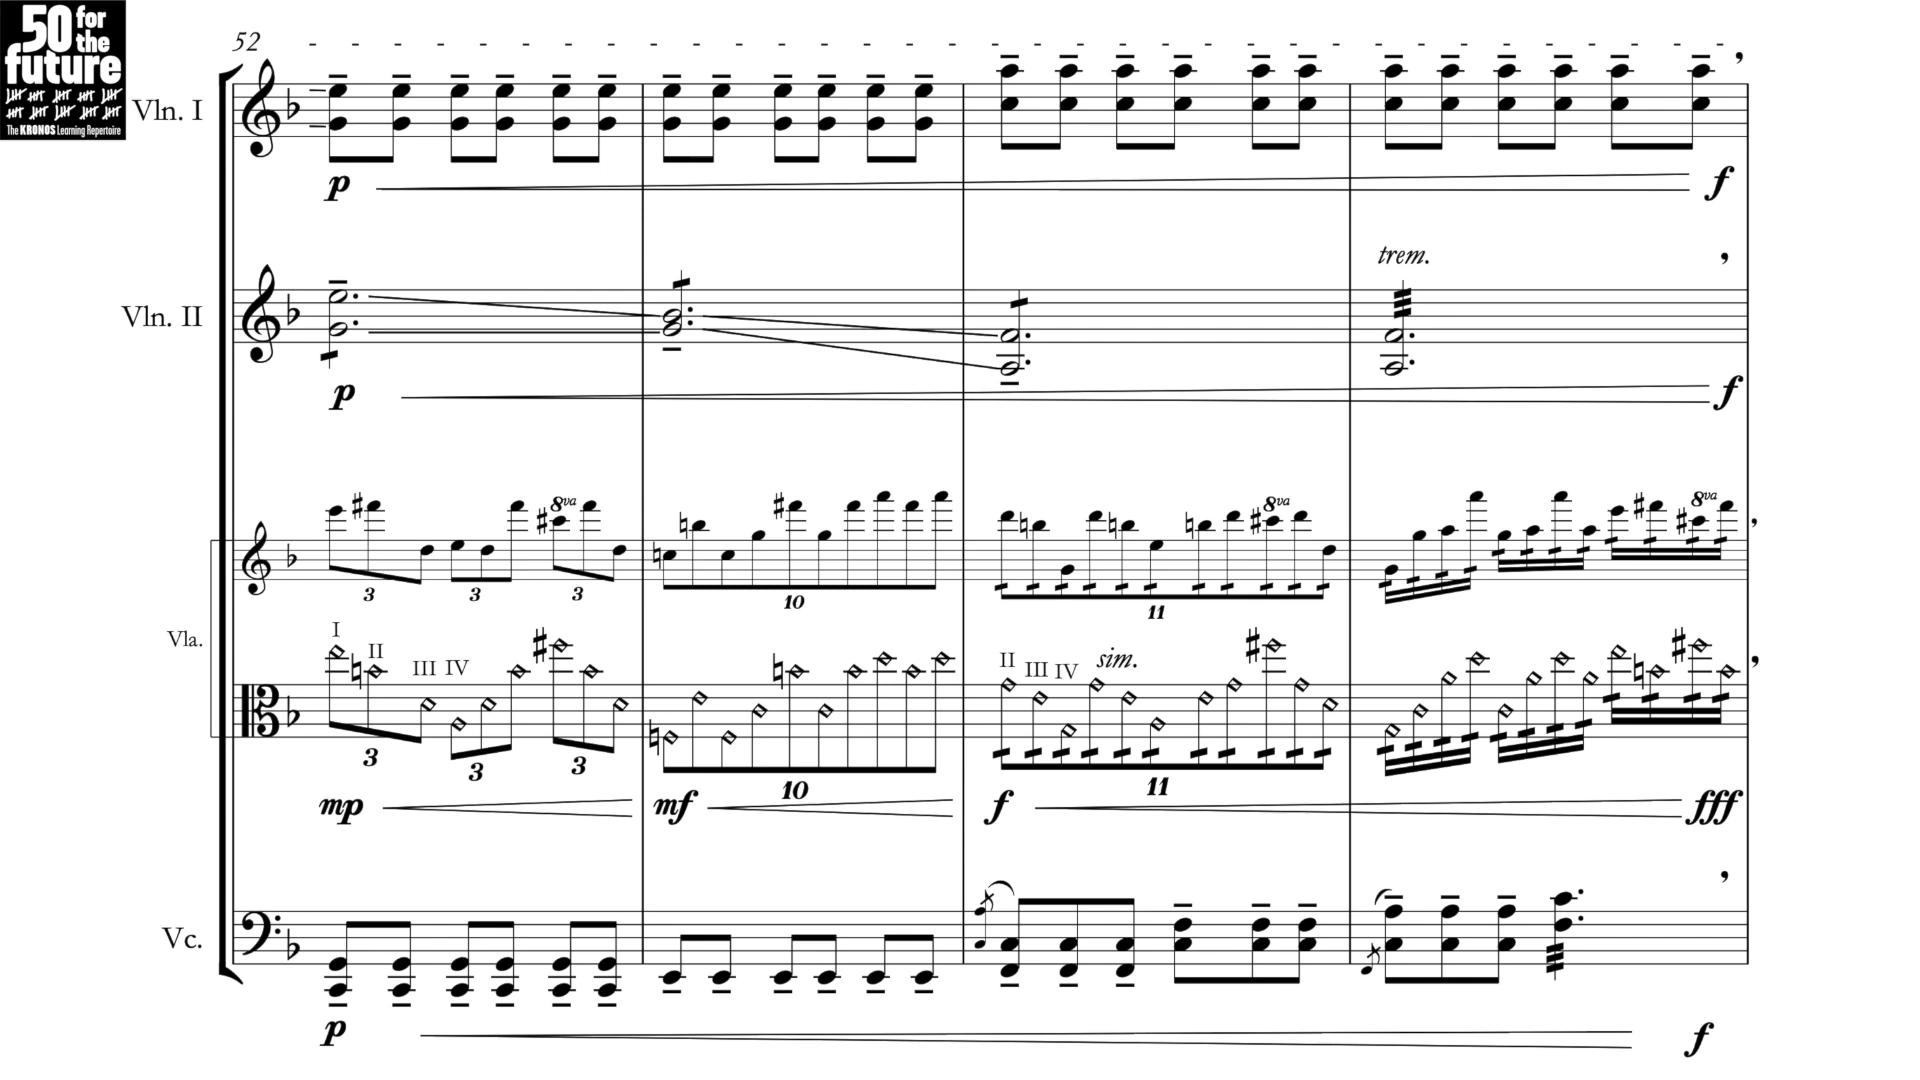 50 for
the
future
The KRONOS Learning Repertoire
52
Vln. I
p f
trem.
Vln. II
p f
8va 8va 8va
3 3 3 10 11
Vla.
I II III IV II III IV sim.
3 3 3 10 11
mp mf f fff
Vc.
p f